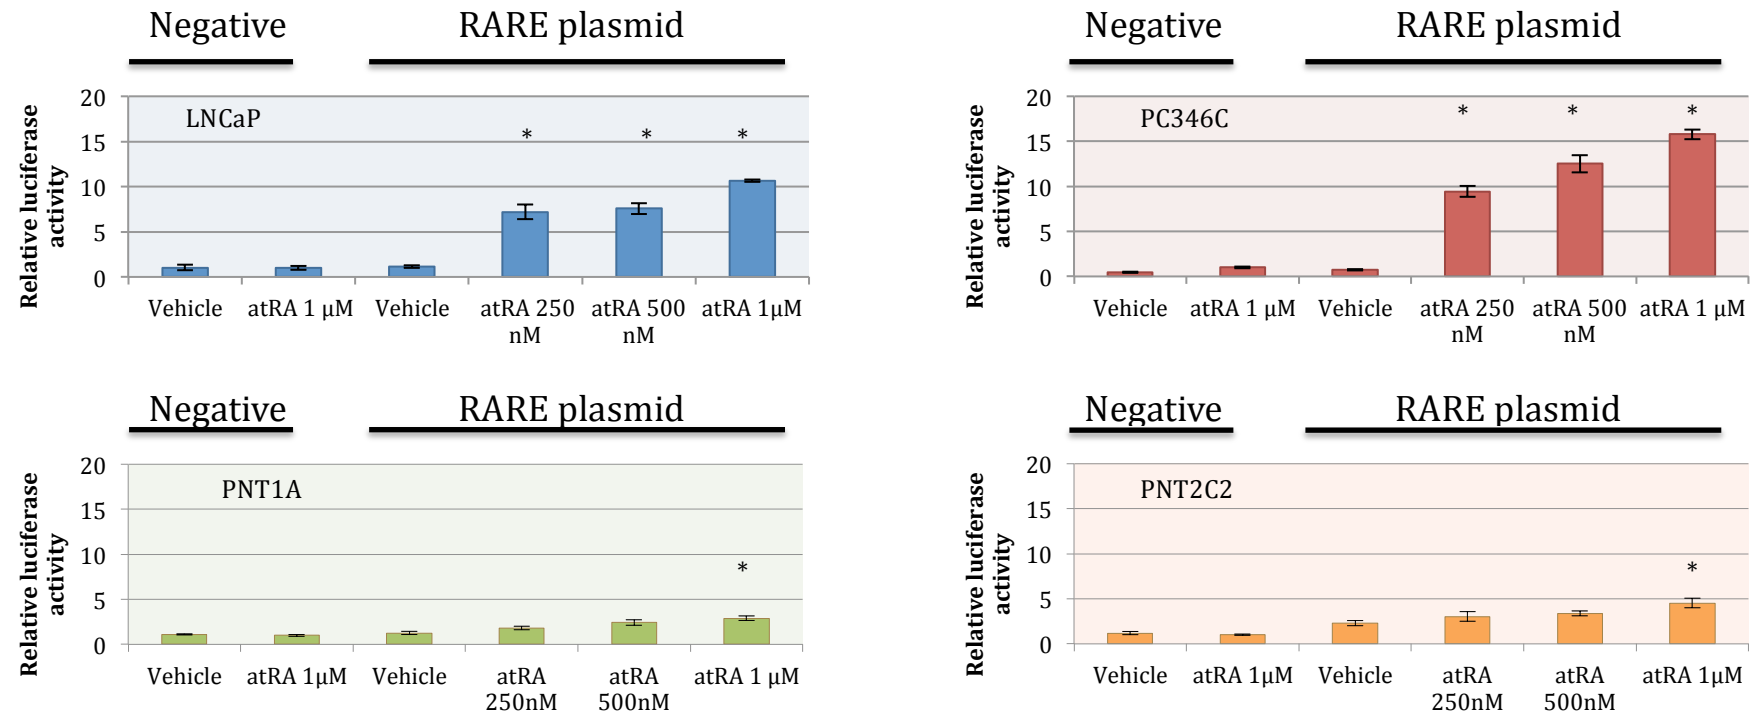 Negative
RARE plasmid
Relative luciferase
activity
20
15
10
5
0
LNCaP
*
*
*
Vehicle
atRA 1 μM
Vehicle
atRA 250
nM
atRA 500
nM
atRA 1μM
Negative
RARE plasmid
Relative luciferase
activity
20
15
10
5
0
PC346C
*
*
*
Vehicle
atRA 1 μM
Vehicle
atRA 250
nM
atRA 500
nM
atRA 1 μM
Negative
RARE plasmid
Relative luciferase
activity
20
15
10
5
0
PNT1A
*
Vehicle
atRA 1μM
Vehicle
atRA
250nM
atRA
500nM
atRA 1 μM
Negative
RARE plasmid
Relative luciferase
activity
20
15
10
5
0
PNT2C2
*
Vehicle
atRA 1μM
Vehicle
atRA
250nM
atRA
500nM
atRA 1μM